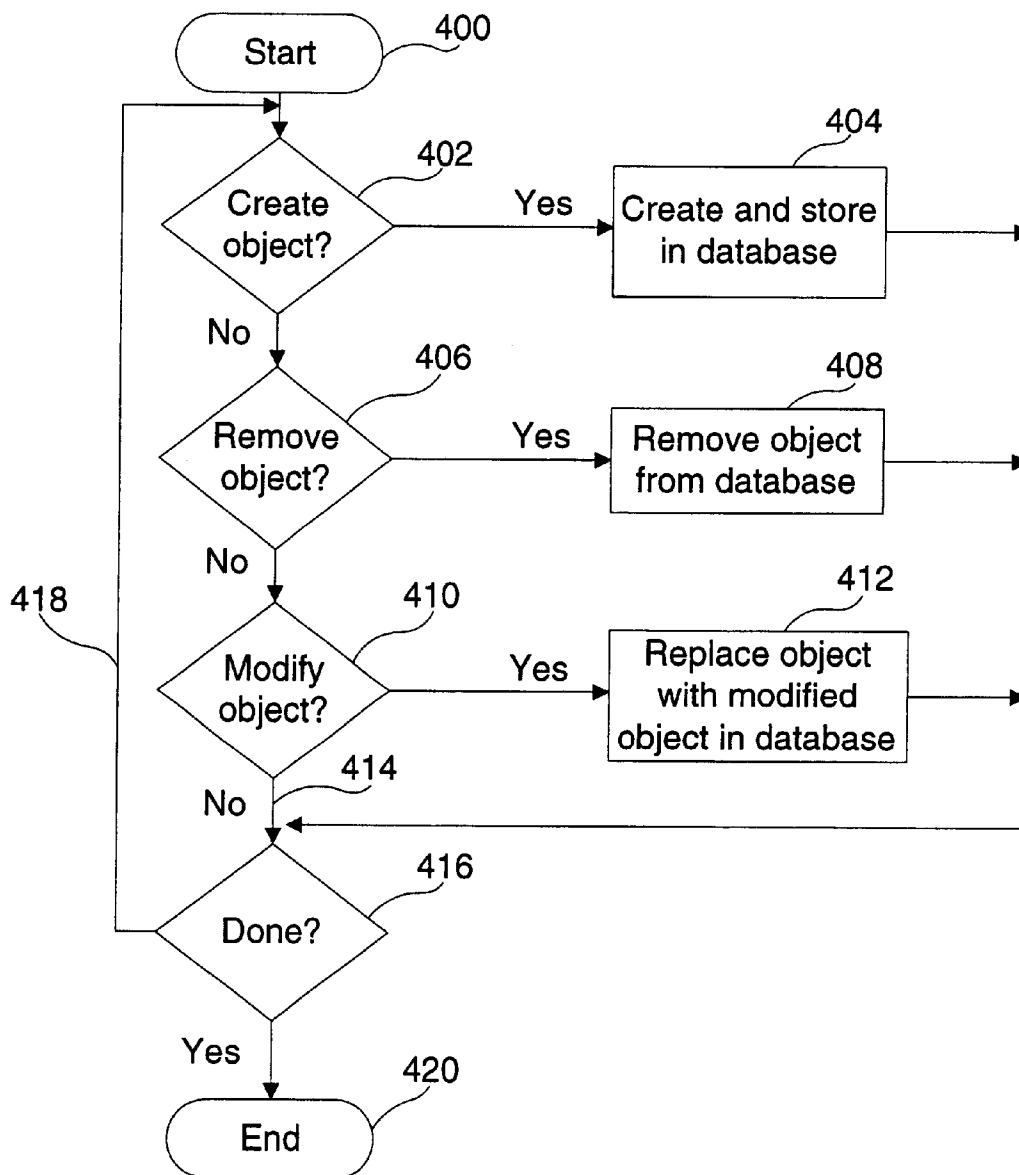 Start
400
Create
object?
402
Yes
404
Create and store
in database
No
406
Remove
object?
Yes
408
Remove object
from database
No
418
410
Modify
object?
Yes
412
Replace object
with modified
object in database
414
No
416
Done?
Yes
420
End